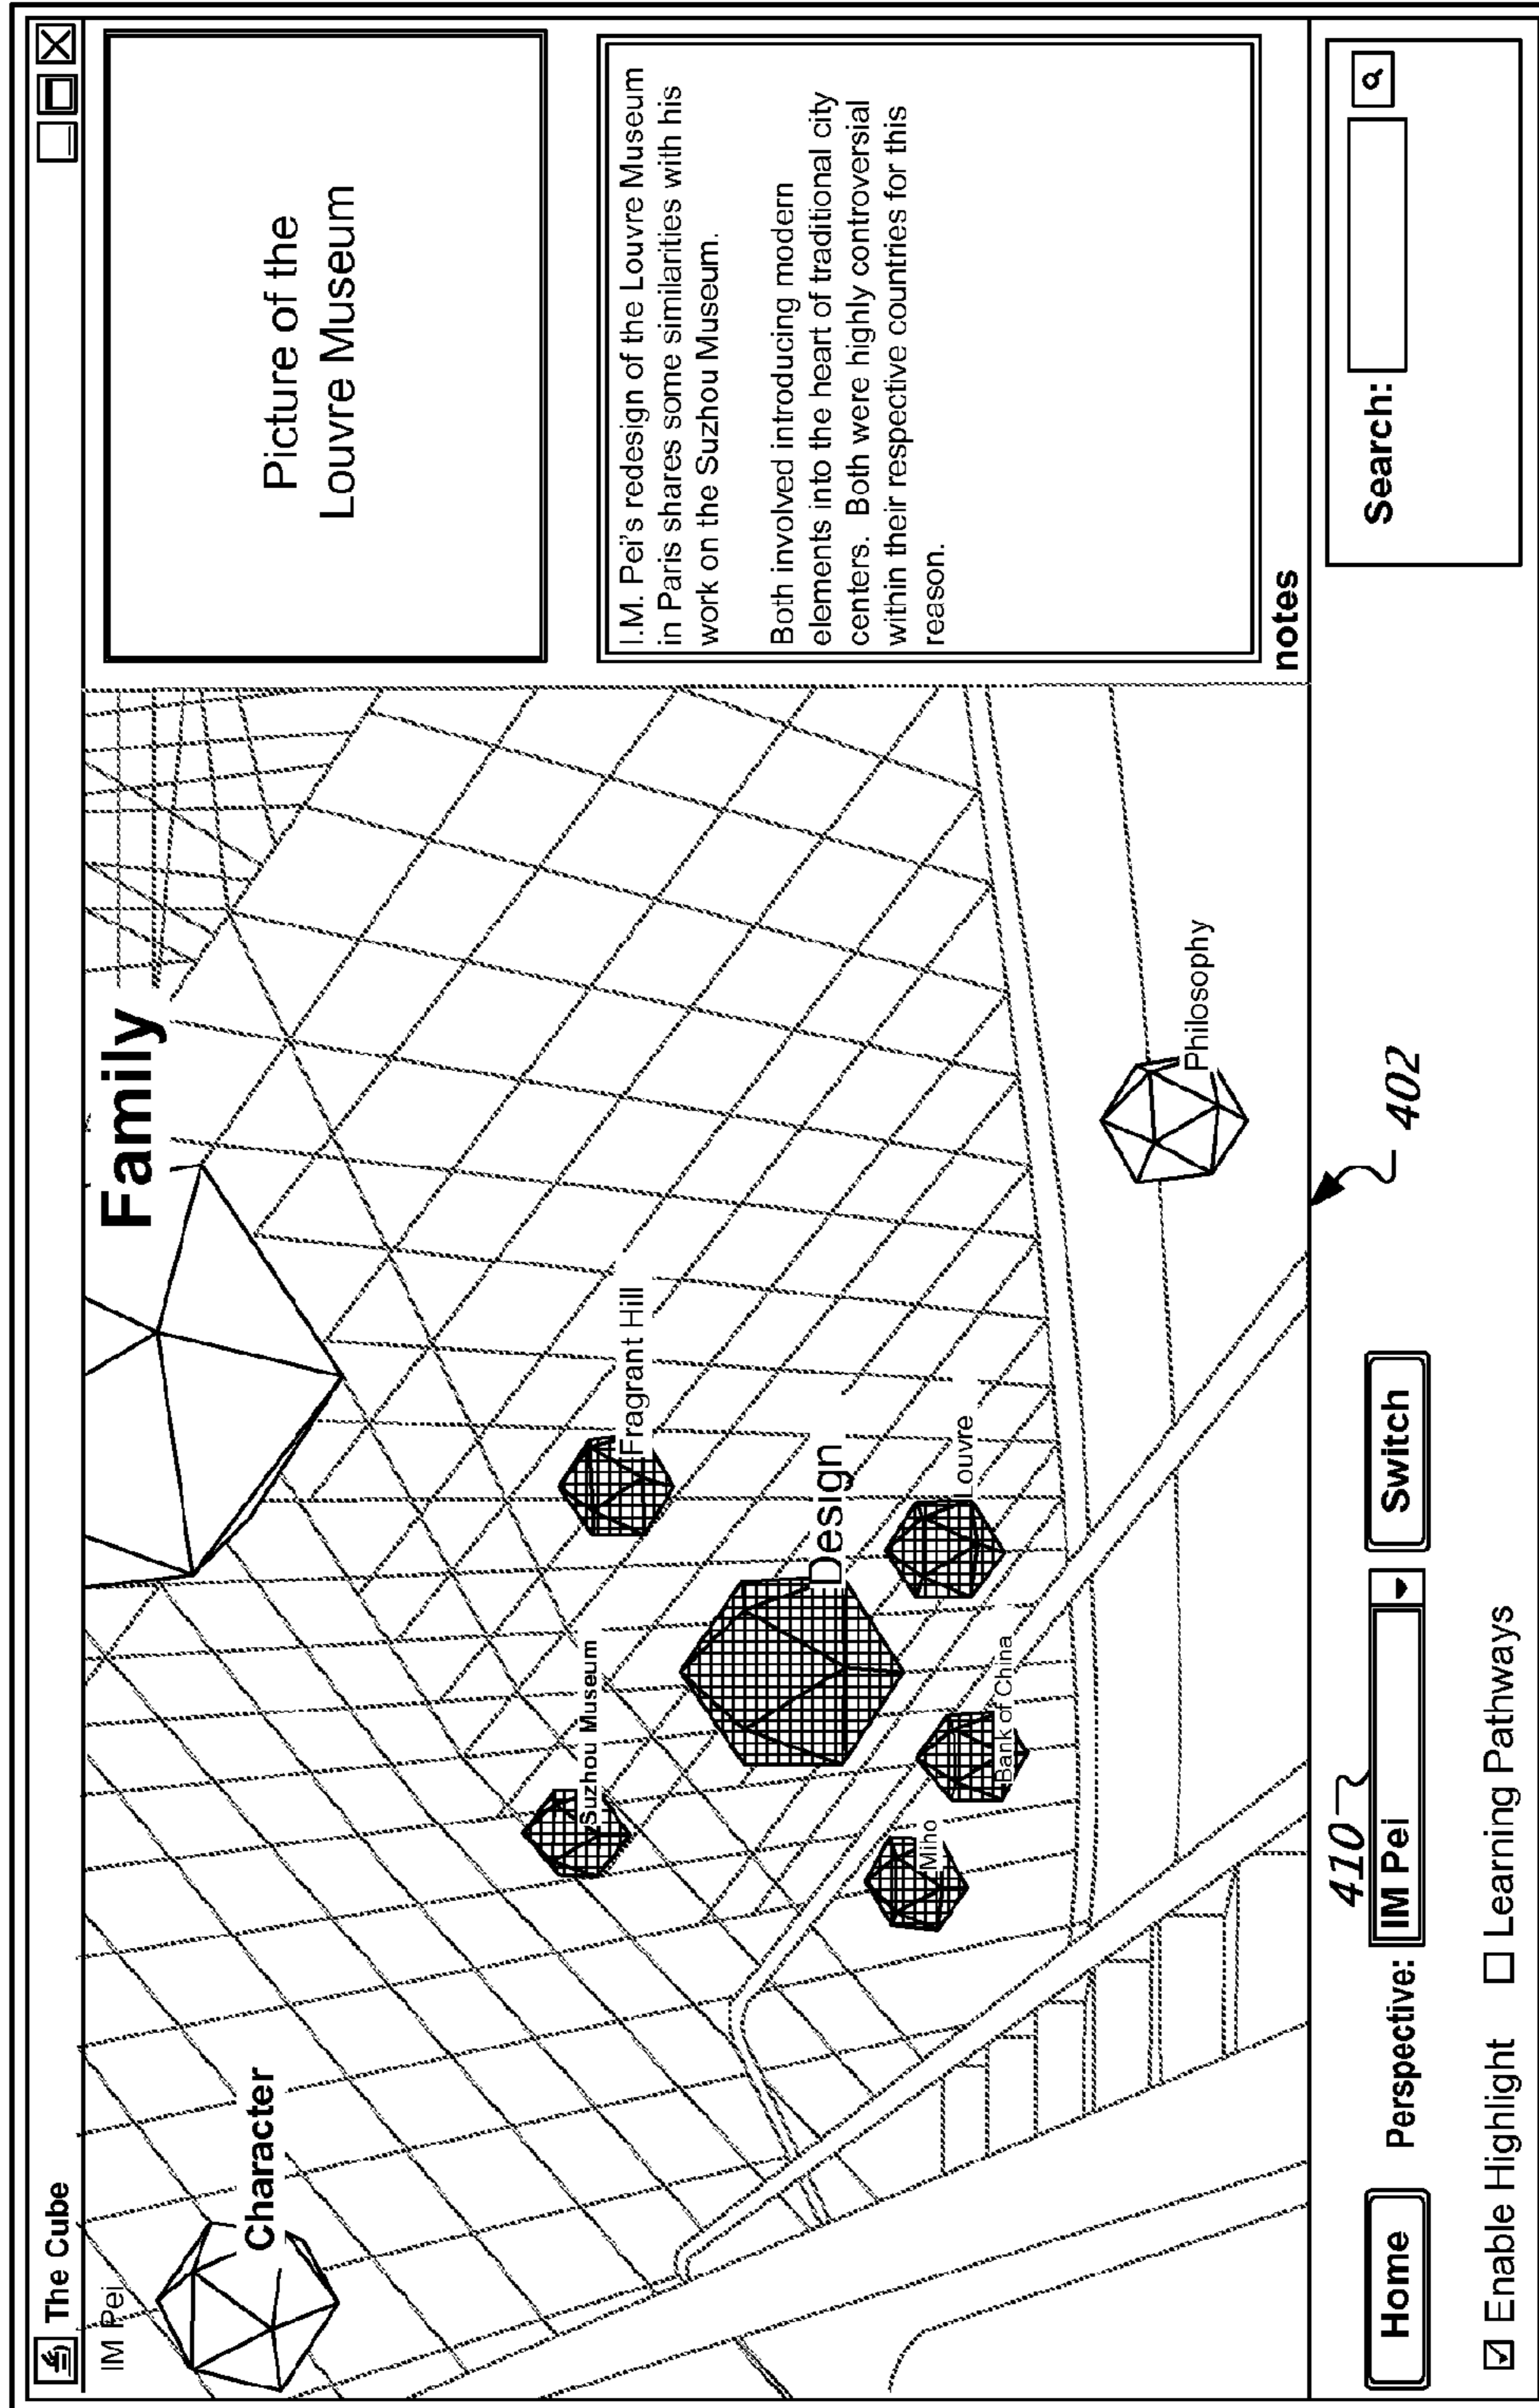 The Cube
IM Pei
Character
Family
Suzhou Museum
Fragrant Hill
Design
Miho
Bank of China
Louvre
Philosophy
Picture of the
Louvre Museum
I.M. Pei's redesign of the Louvre Museum
in Paris shares some similarities with his
work on the Suzhou Museum.
Both involved introducing modern
elements into the heart of traditional city
centers. Both were highly controversial
within their respective countries for this
reason.
notes
410
402
Home Perspective: IM Pei Switch
Search:
Enable Highlight Learning Pathways